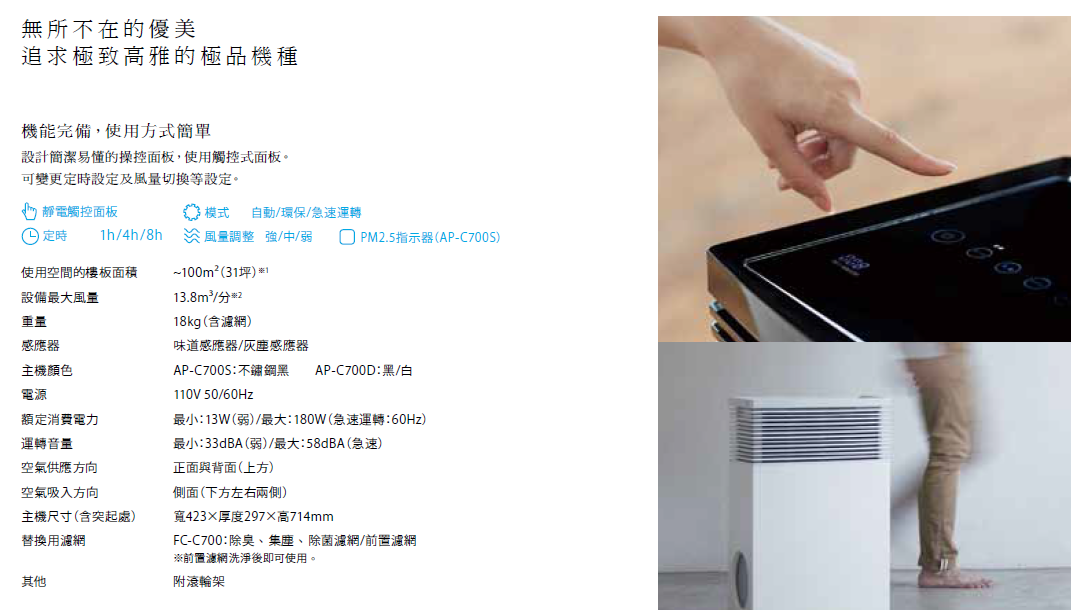 無所不在的優美
追求極致高雅的極品機種
機能完備，使用方式簡單
設計簡潔易懂的操控面板，使用觸控式面板。
可變更定時設定及風量切換等設定。
靜電觸控面板 模式 自動/環保/急速運轉
定時 1h/4h/8h 風量調整 強/中/弱 PM2.5指示器（AP-C700S）
使用空間的樓板面積 ~100m²（31坪）※1
設備最大風量 13.8m³/分※2
重量 18kg（含濾網）
感應器 味道感應器/灰塵感應器
主機顏色 AP-C700S：不鏽鋼黑 AP-C700D：黑/白
電源 110V 50/60Hz
額定消費電力 最小：13W（弱）/最大：180W（急速運轉：60Hz）
運轉音量 最小：33dBA（弱）/最大：58dBA（急速）
空氣供應方向 正面與背面（上方）
空氣吸入方向 側面（下方左右兩側）
主機尺寸（含突起處） 寬423×厚度297×高714mm
替換用濾網 FC-C700：除臭、集塵、除菌濾網/前置濾網
※前置濾網洗淨後即可使用。
其他 附滾輪架